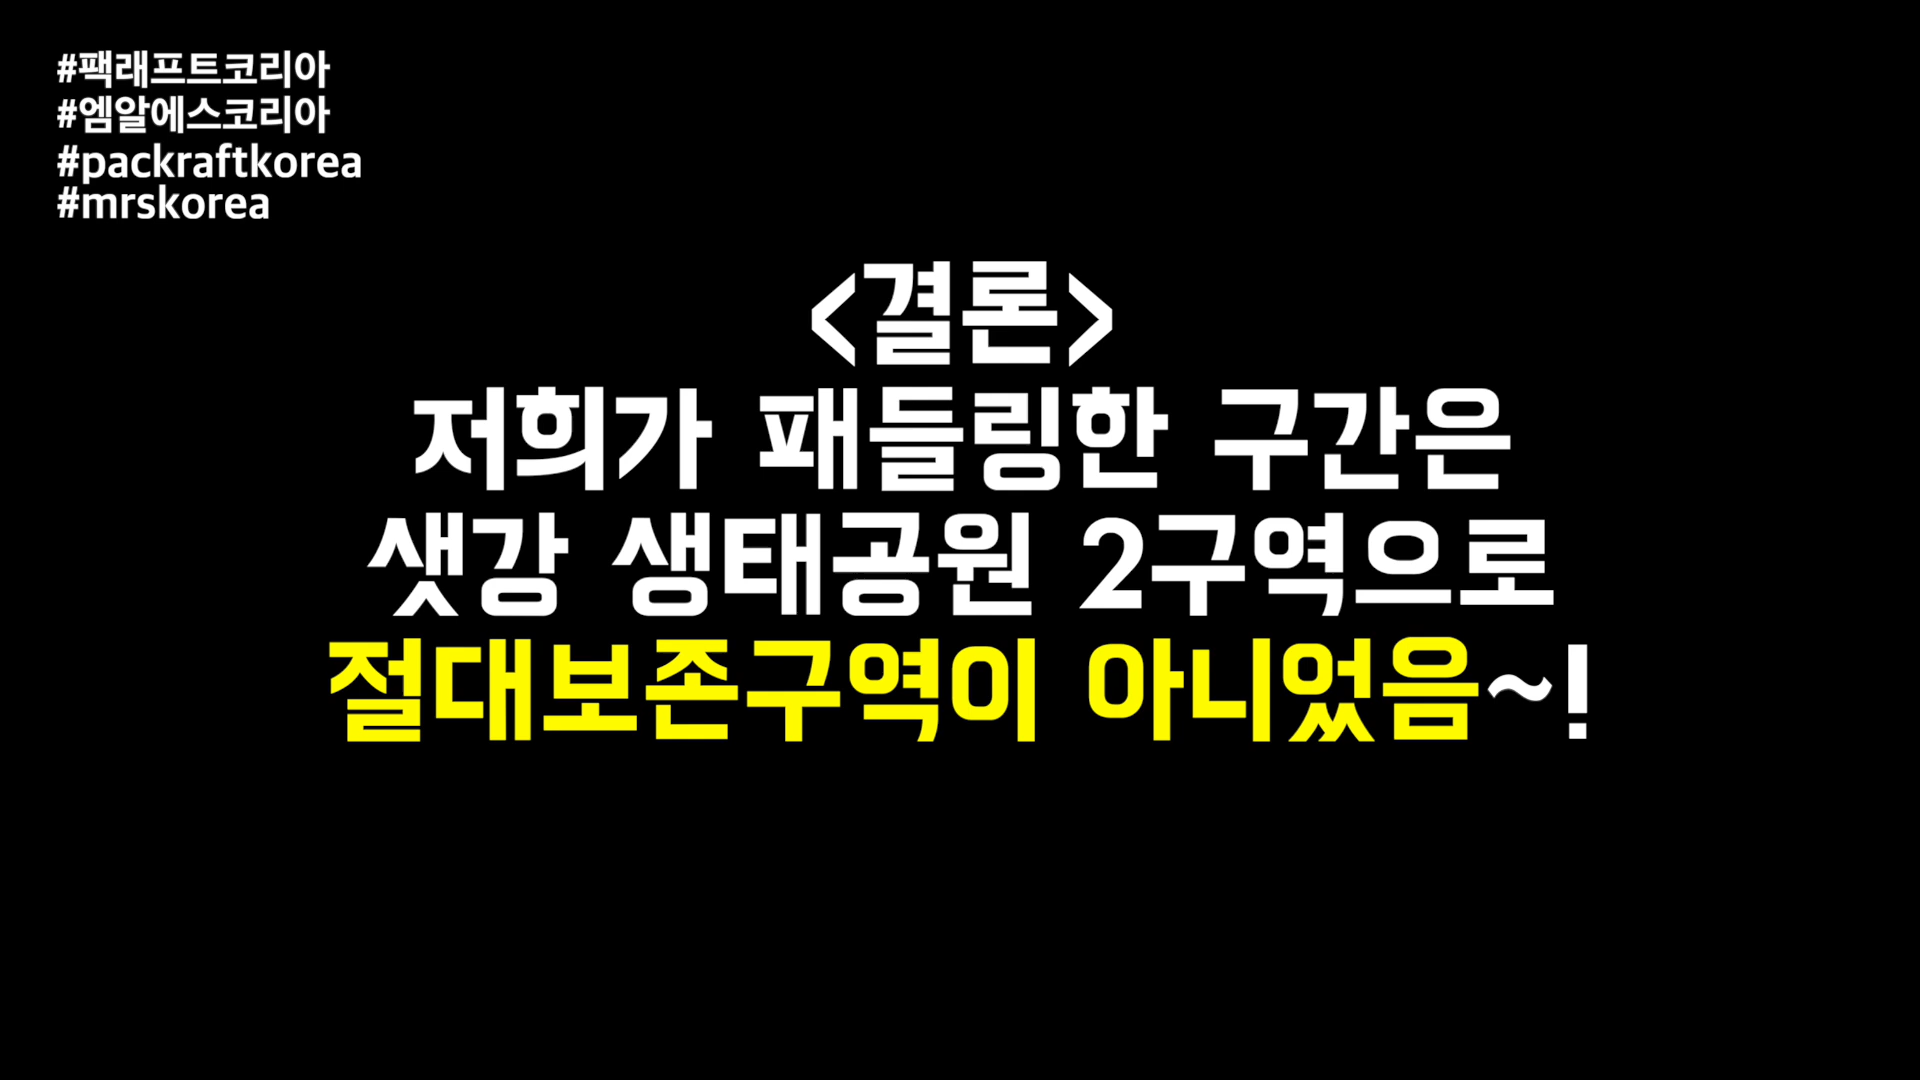 #팩래프트코리아
#엠알에스코리아
#packraftkorea
#mrskorea
<결론>
저희가 패들링한 구간은
샛강 생태공원 2구역으로
절대보존구역이 아니었음~!